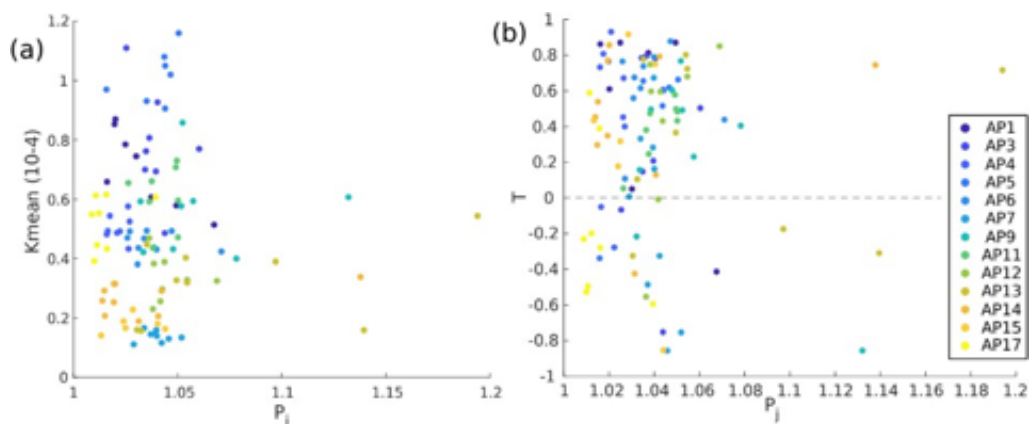 (a)
Kmean (10-4)
1.2
1
0.8
0.6
0.4
0.2
0
1
1.05
1.1
1.15
1.2
P
(b)
T
1
0.8
0.6
0.4
0.2
0
-0.2
-0.4
-0.6
-0.8
-1
1
1.02
1.04
1.06
1.08
1.1
1.12
1.14
1.16
1.18
1.2
Pj
AP1
AP3
AP4
AP5
AP6
AP7
AP9
AP11
AP12
AP13
AP14
AP15
AP17